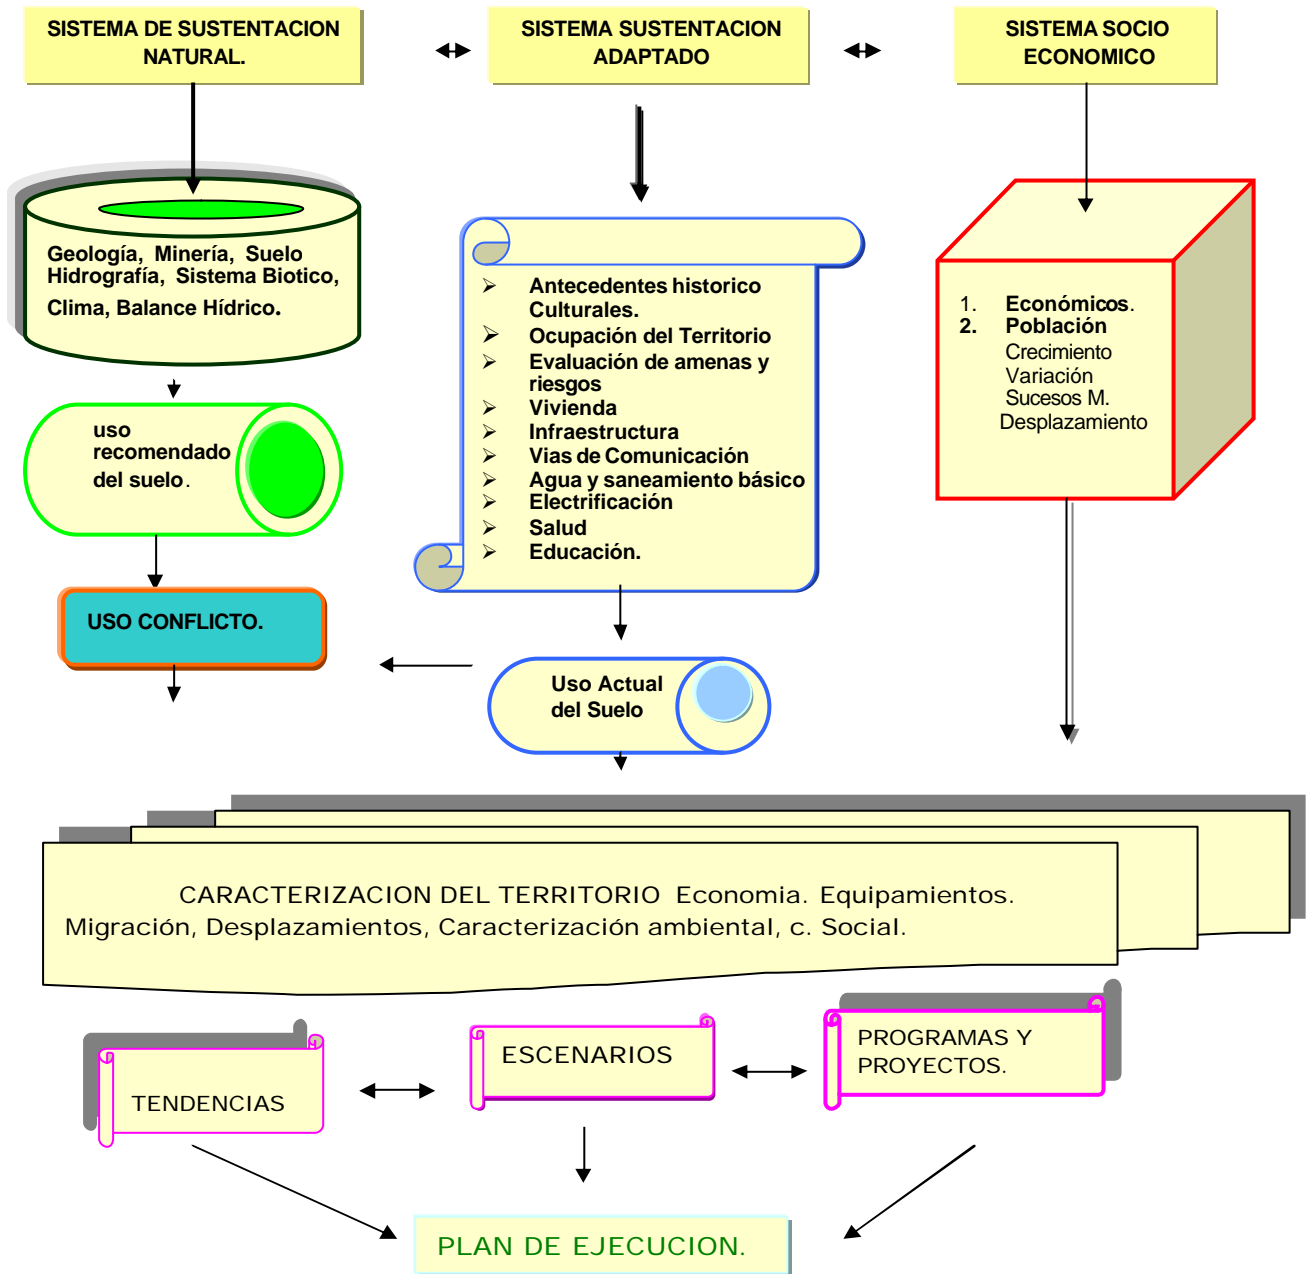 SISTEMA DE SUSTENTACION
NATURAL.
SISTEMA SUSTENTACION
ADAPTADO
SISTEMA SOCIO
ECONOMICO
Geología, Minería, Suelo
Hidrografía, Sistema Biotico,
Clima, Balance Hídrico.
uso
recomendado
del suelo.
USO CONFLICTO.
➢ Antecedentes historico
Culturales.
➢ Ocupación del Territorio
➢ Evaluación de amenas y
riesgos
➢ Vivienda
➢ Infraestructura
➢ Vias de Comunicación
➢ Agua y saneamiento básico
➢ Electrificación
➢ Salud
➢ Educación.
Uso Actual
del Suelo
1. Económicos.
2. Población
Crecimiento
Variación
Sucesos M.
Desplazamiento
CARACTERIZACION DEL TERRITORIO Economia. Equipamientos.
Migración, Desplazamientos, Caracterización ambiental, c. Social.
TENDENCIAS
ESCENARIOS
PROGRAMAS Y
PROYECTOS.
PLAN DE EJECUCION.